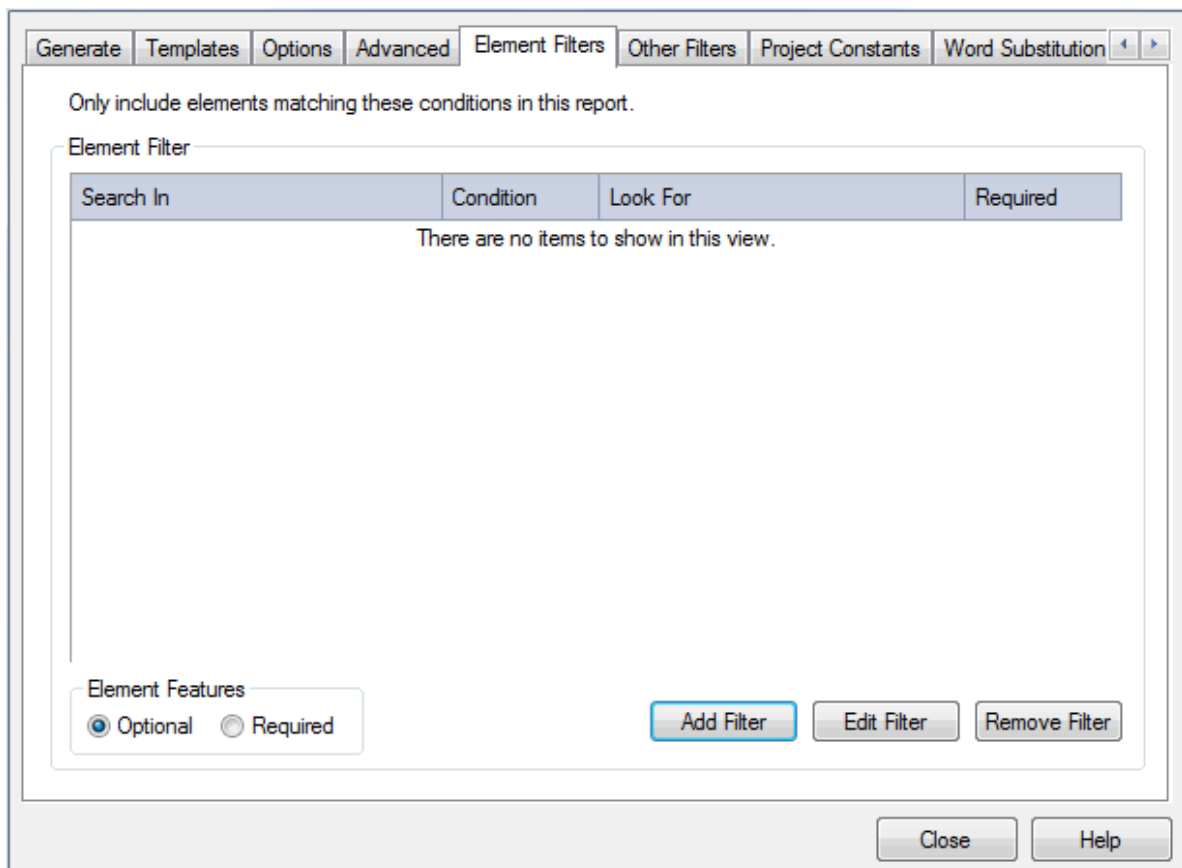 Generate Templates Options Advanced Element Filters Other Filters Project Constants Word Substitution
Only include elements matching these conditions in this report.
Element Filter
Search In Condition Look For Required
There are no items to show in this view.
Element Features
Optional Required Add Filter Edit Filter Remove Filter
Close Help